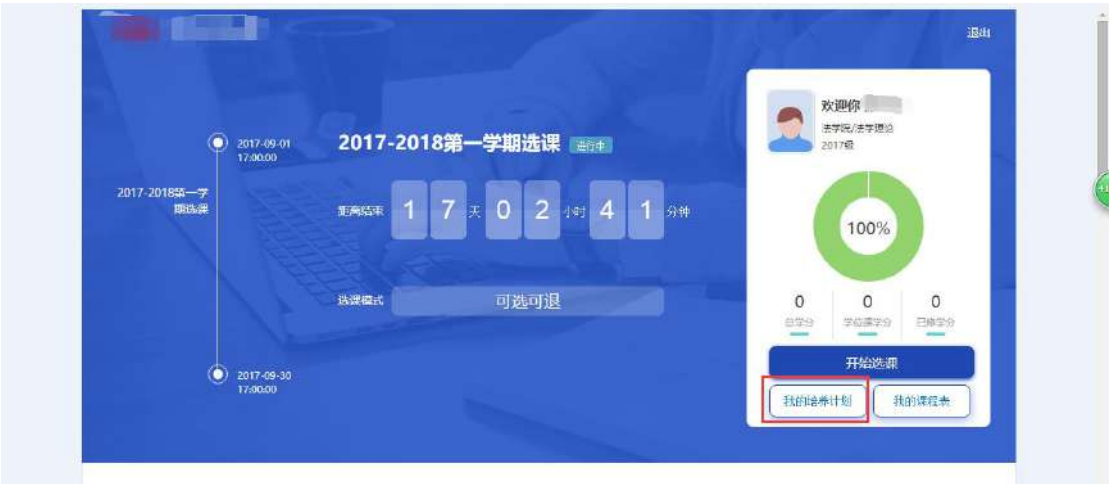 退出
欢迎你
法学院/法学理论
2017级
2017-09-01
17:00:00
2017-2018第一学期选课 进行中
2017-2018第一学
期选课
距离结束 1 7 天 0 2 小时 4 1 分钟
100%
选课模式 可选可退
0 0 0
总学分 学位课学分 已修学分
开始选课
2017-09-30
17:00:00
我的培养计划 我的课程表